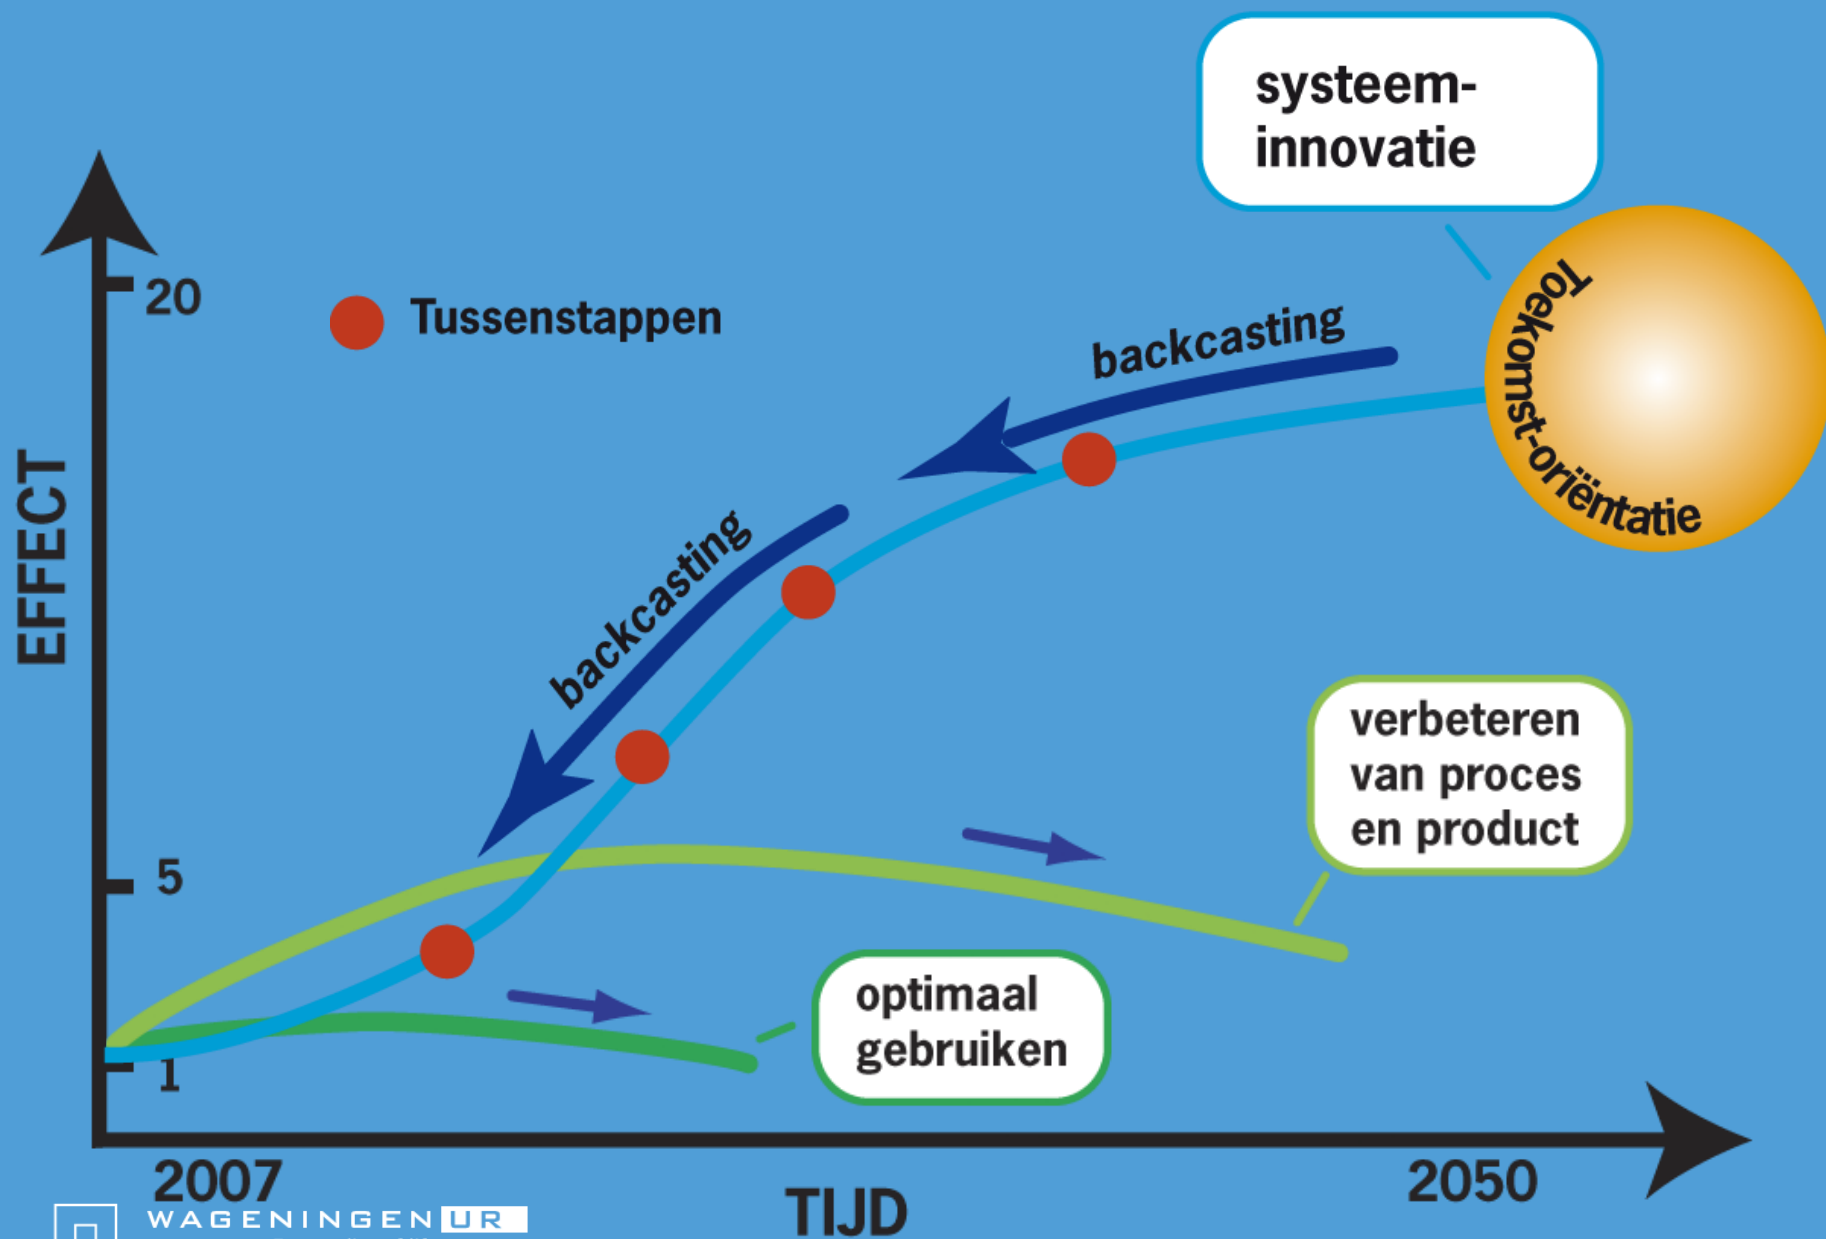 systeem-
innovatie
20
Tussenstappen
backcasting
Toekomst-oriëntatie
EFFECT
backcasting
verbeteren
van proces
en product
5
optimaal
gebruiken
1
2007
2050
TIJD
WAGENINGEN UR